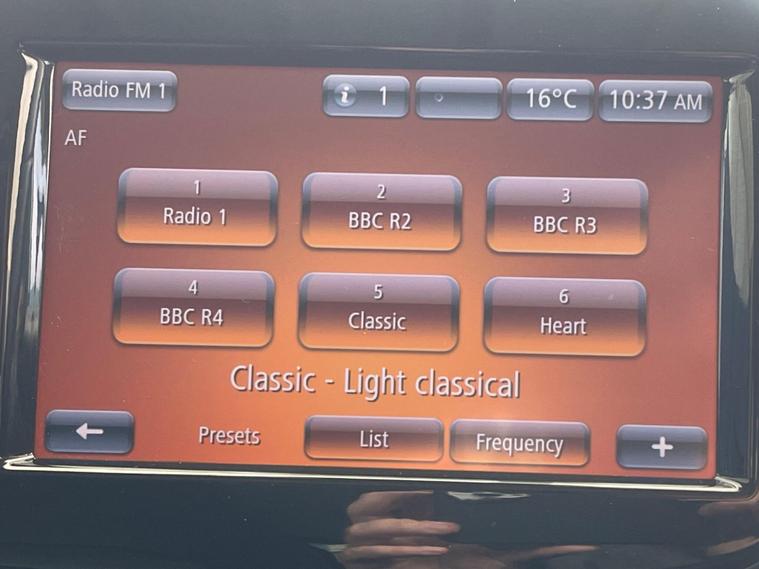 Radio FM 1
i 1
16°C
10:37 AM
AF
1
Radio 1
2
BBC R2
3
BBC R3
4
BBC R4
5
Classic
6
Heart
Classic - Light classical
Presets
List
Frequency
+